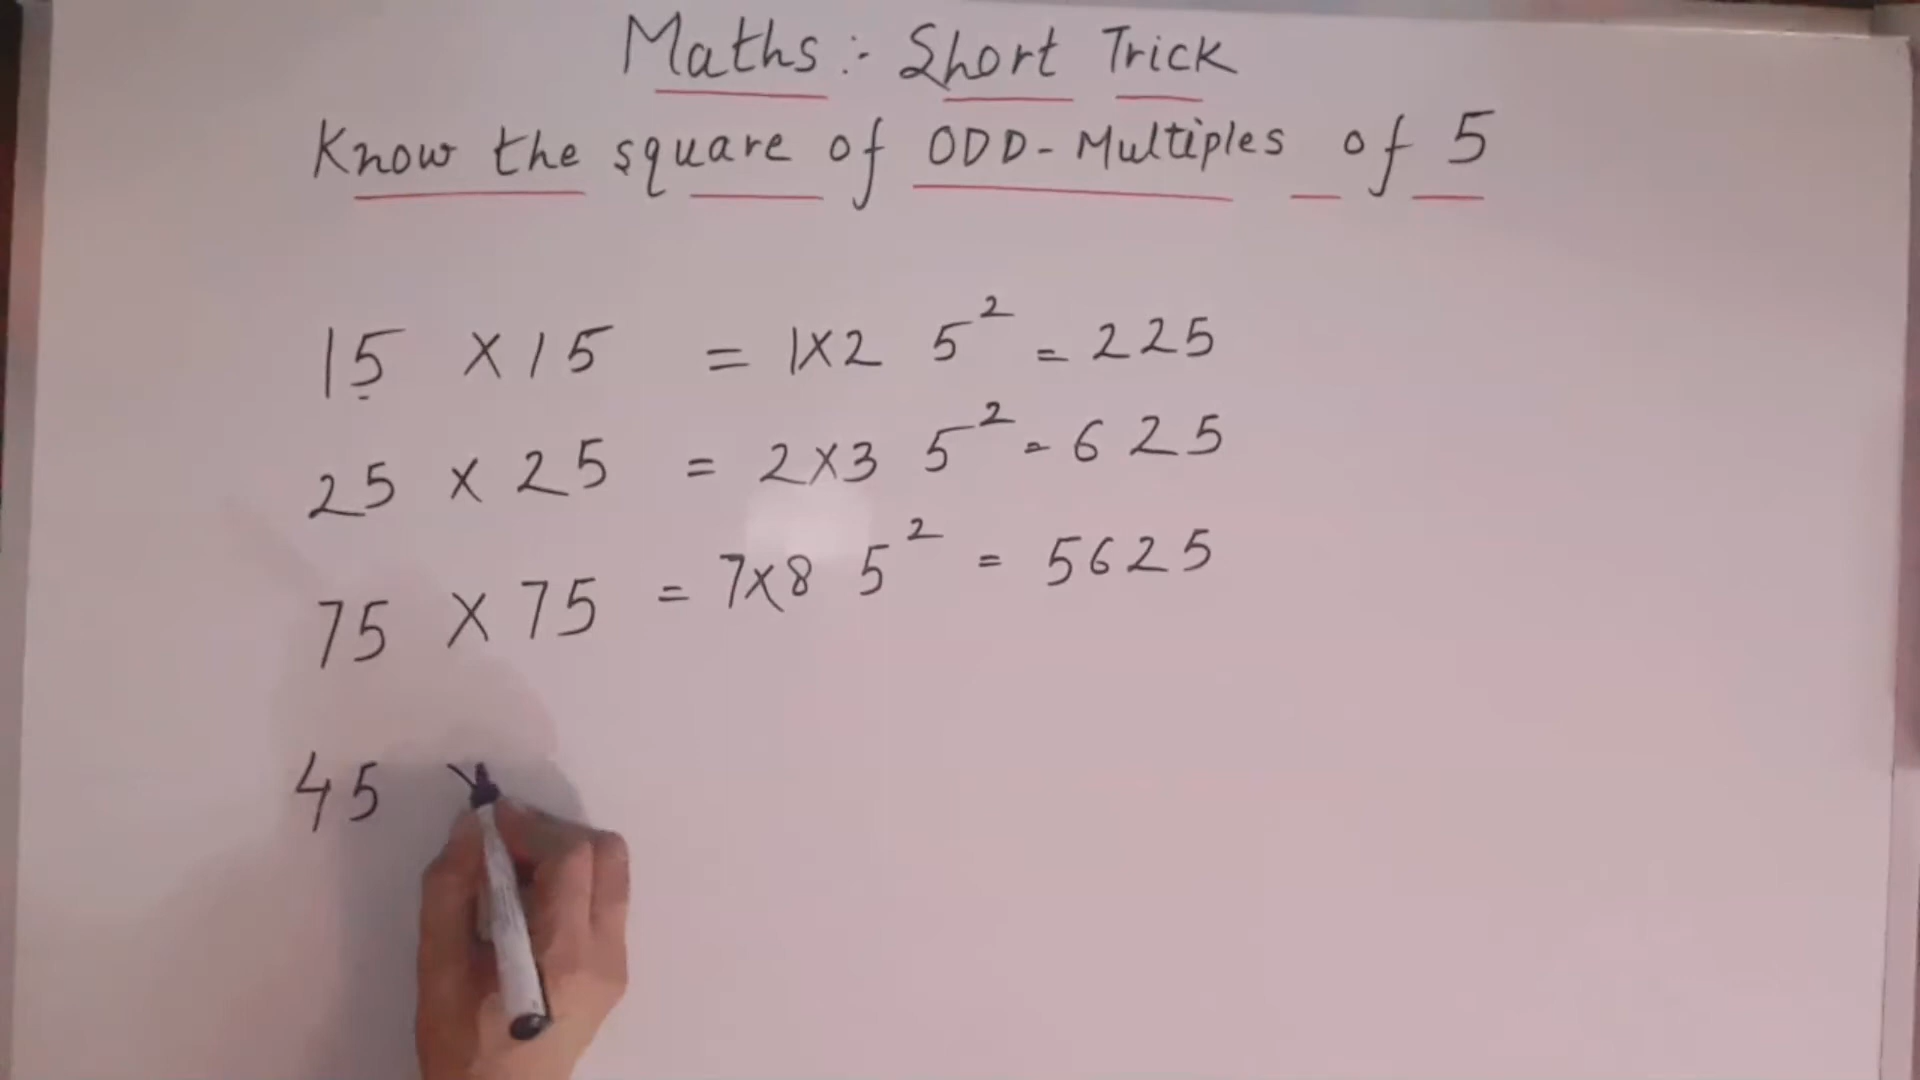 Maths:- Short Trick
Know the square of ODD-Multiples of 5
15 X 15 = 1X2 5² = 225
25 X 25 = 2X3 5² = 625
75 X 75 = 7X8 5² = 5625
45